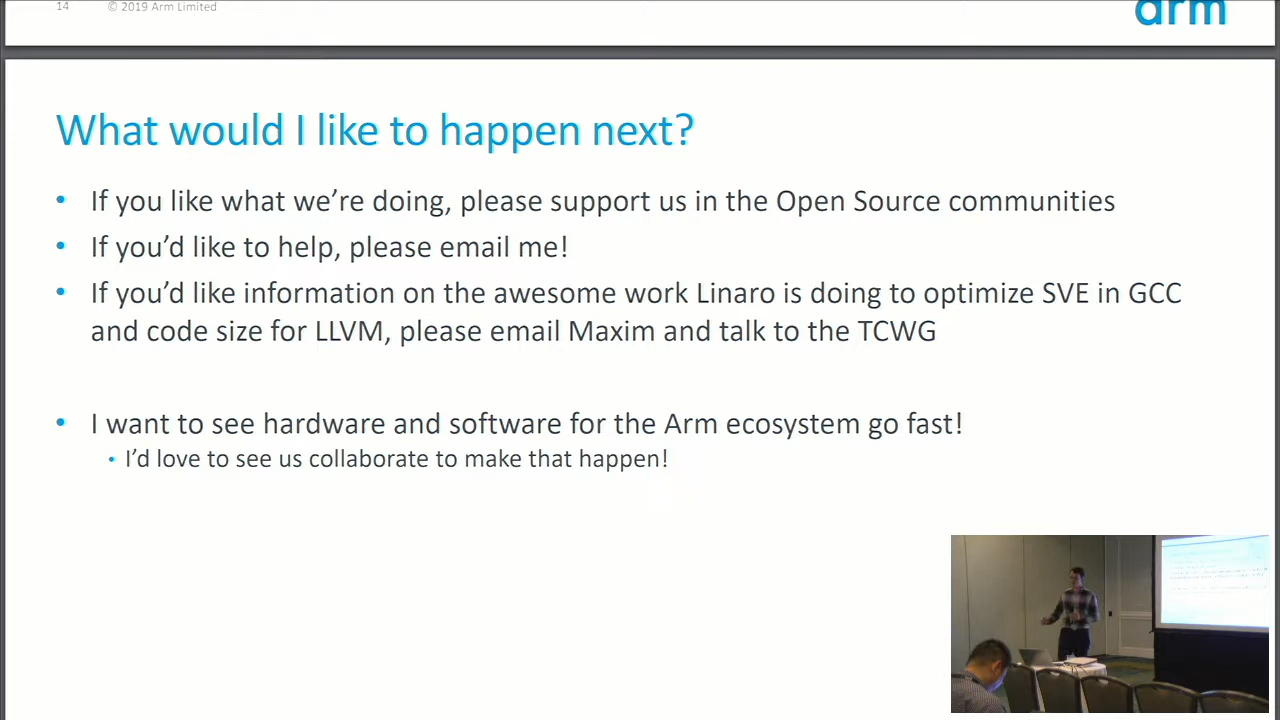 14 © 2019 Arm Limited
arm
What would I like to happen next?
• If you like what we’re doing, please support us in the Open Source communities
• If you’d like to help, please email me!
• If you’d like information on the awesome work Linaro is doing to optimize SVE in GCC
and code size for LLVM, please email Maxim and talk to the TCWG
• I want to see hardware and software for the Arm ecosystem go fast!
• I’d love to see us collaborate to make that happen!